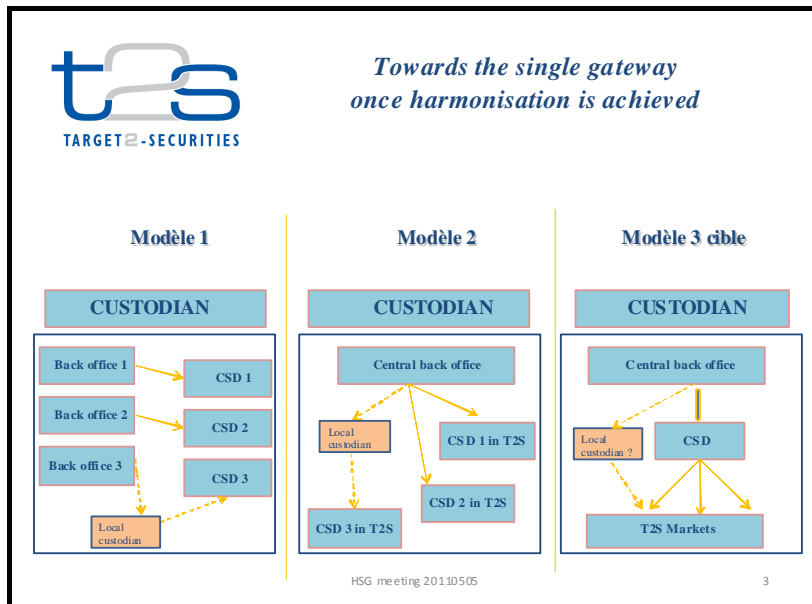 t2s
TARGET2-SECURITIES
Towards the single gateway
once harmonisation is achieved
Modèle 1
CUSTODIAN
Back office 1
CSD 1
Back office 2
CSD 2
Back office 3
CSD 3
Local
custodian
Modèle 2
CUSTODIAN
Central back office
Local
custodian
CSD 1 in T2S
CSD 2 in T2S
CSD 3 in T2S
Modèle 3 cible
CUSTODIAN
Central back office
Local
custodian ?
CSD
T2S Markets
HSG meeting 20110505
3